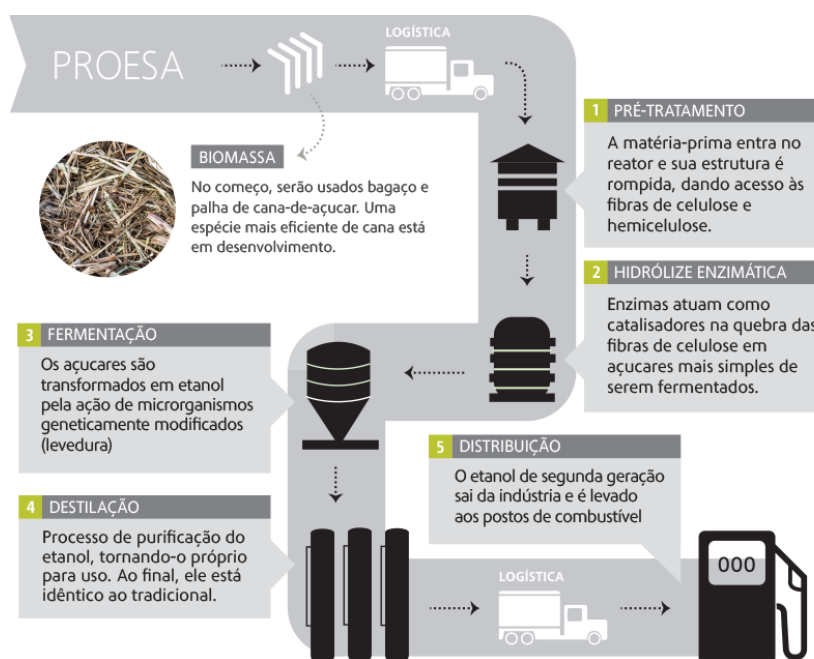 PROESA
LOGÍSTICA
BIOMASSA
No começo, serão usados bagaço e
palha de cana-de-açucar. Uma
espécie mais eficiente de cana está
em desenvolvimento.
1 PRÉ-TRATAMENTO
A matéria-prima entra no
reator e sua estrutura é
rompida, dando acesso às
fibras de celulose e
hemicelulose.
2 HIDRÓLIZE ENZIMÁTICA
Enzimas atuam como
catalisadores na quebra das
fibras de celulose em
açucares mais simples de
serem fermentados.
3 FERMENTAÇÃO
Os açucares são
transformados em etanol
pela ação de microrganismos
geneticamente modificados
(levedura)
4 DESTILAÇÃO
Processo de purificação do
etanol, tornando-o próprio
para uso. Ao final, ele está
idêntico ao tradicional.
5 DISTRIBUIÇÃO
O etanol de segunda geração
sai da indústria e é levado
aos postos de combustível
LOGÍSTICA
000